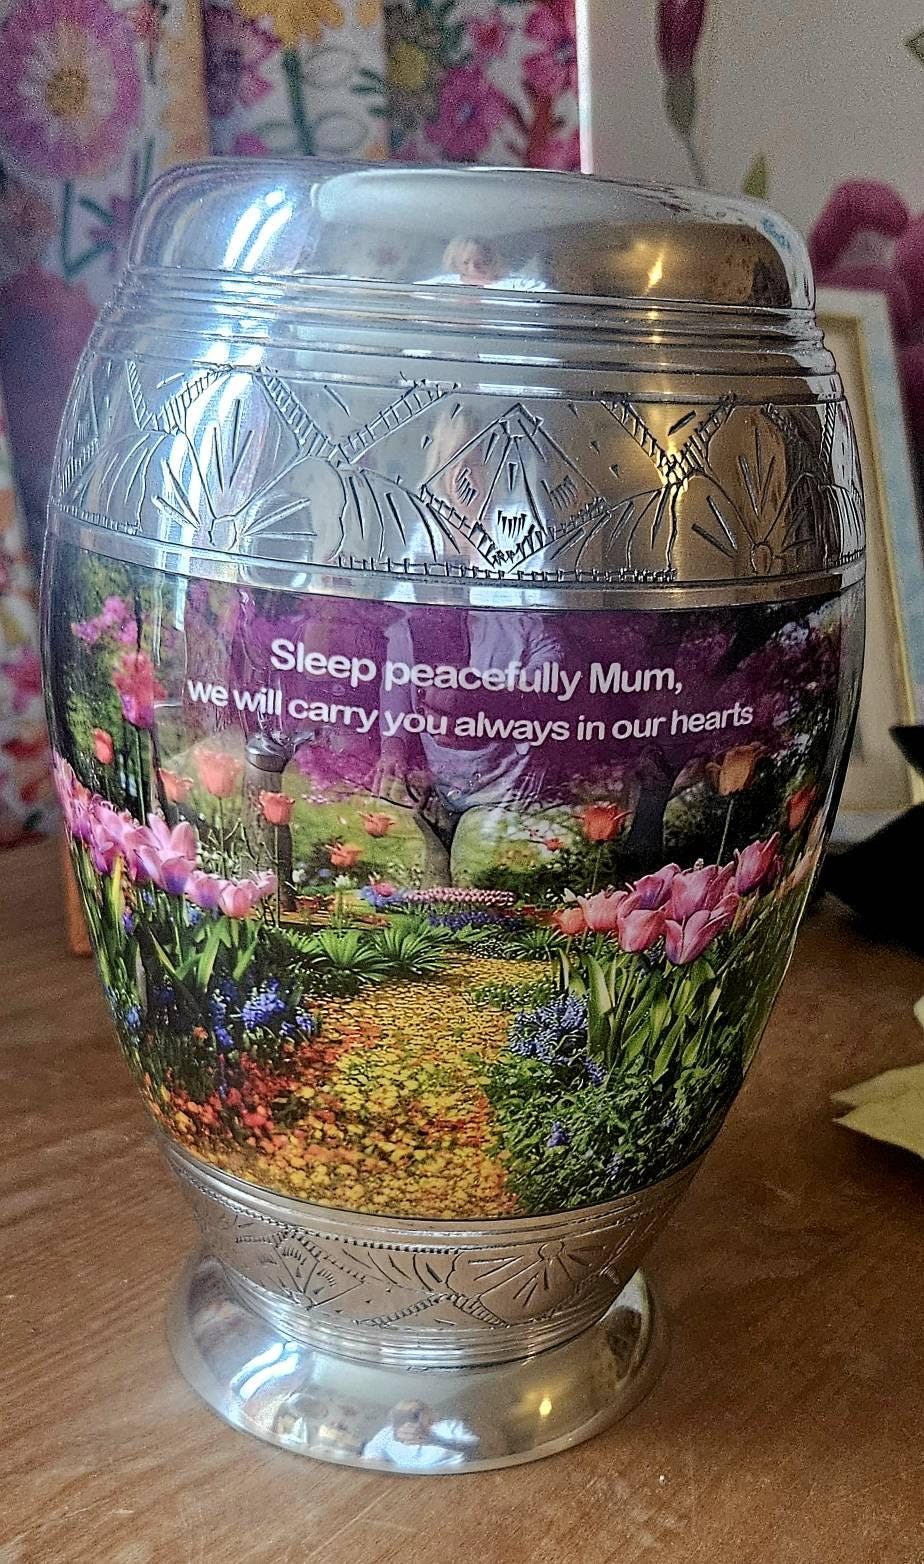 Sleep peacefully Mum,
we will carry you always in our hearts